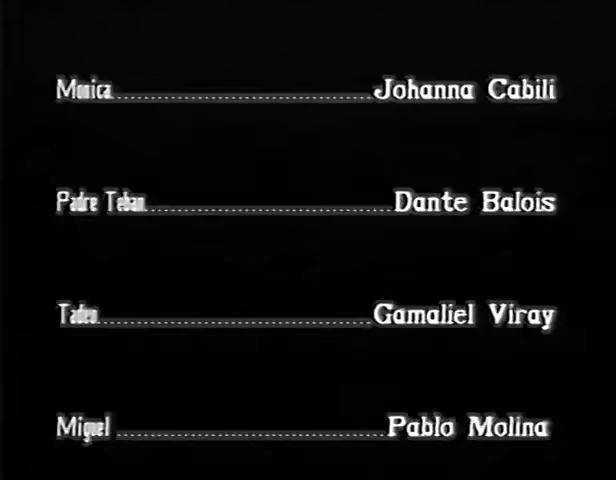 Monica..............................Johanna Cabili
Padre Teban..............................Dante Balois
Tadeo..............................Gamaliel Viray
Miguel..............................Pablo Molina